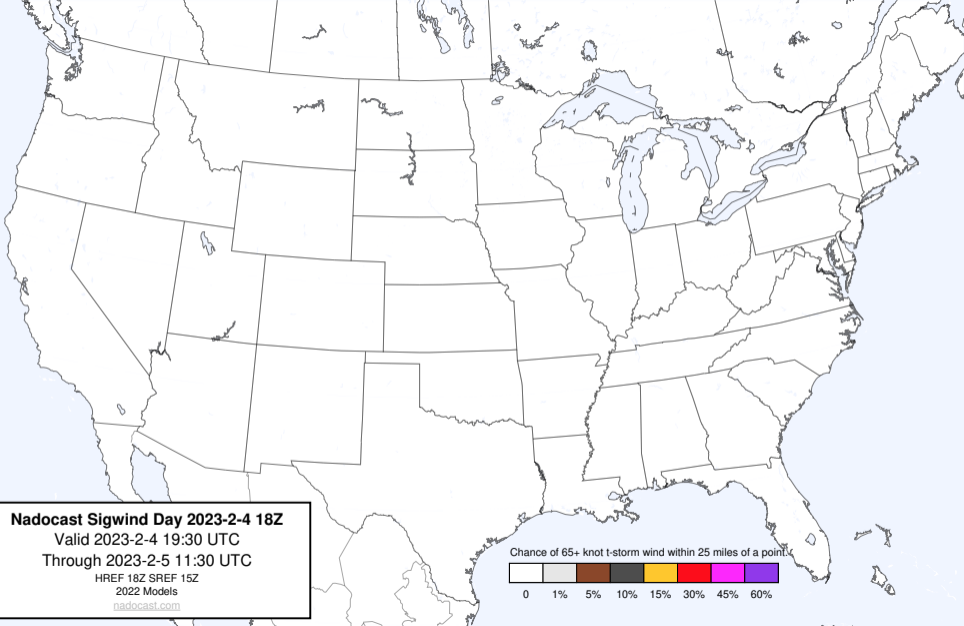 Nadocast Sigwind Day 2023-2-4 18Z
Valid 2023-2-4 19:30 UTC
Through 2023-2-5 11:30 UTC
HREF 18Z SREF 15Z
2022 Models
nadocast.com
Chance of 65+ knot t-storm wind within 25 miles of a point.
0 1% 5% 10% 15% 30% 45% 60%